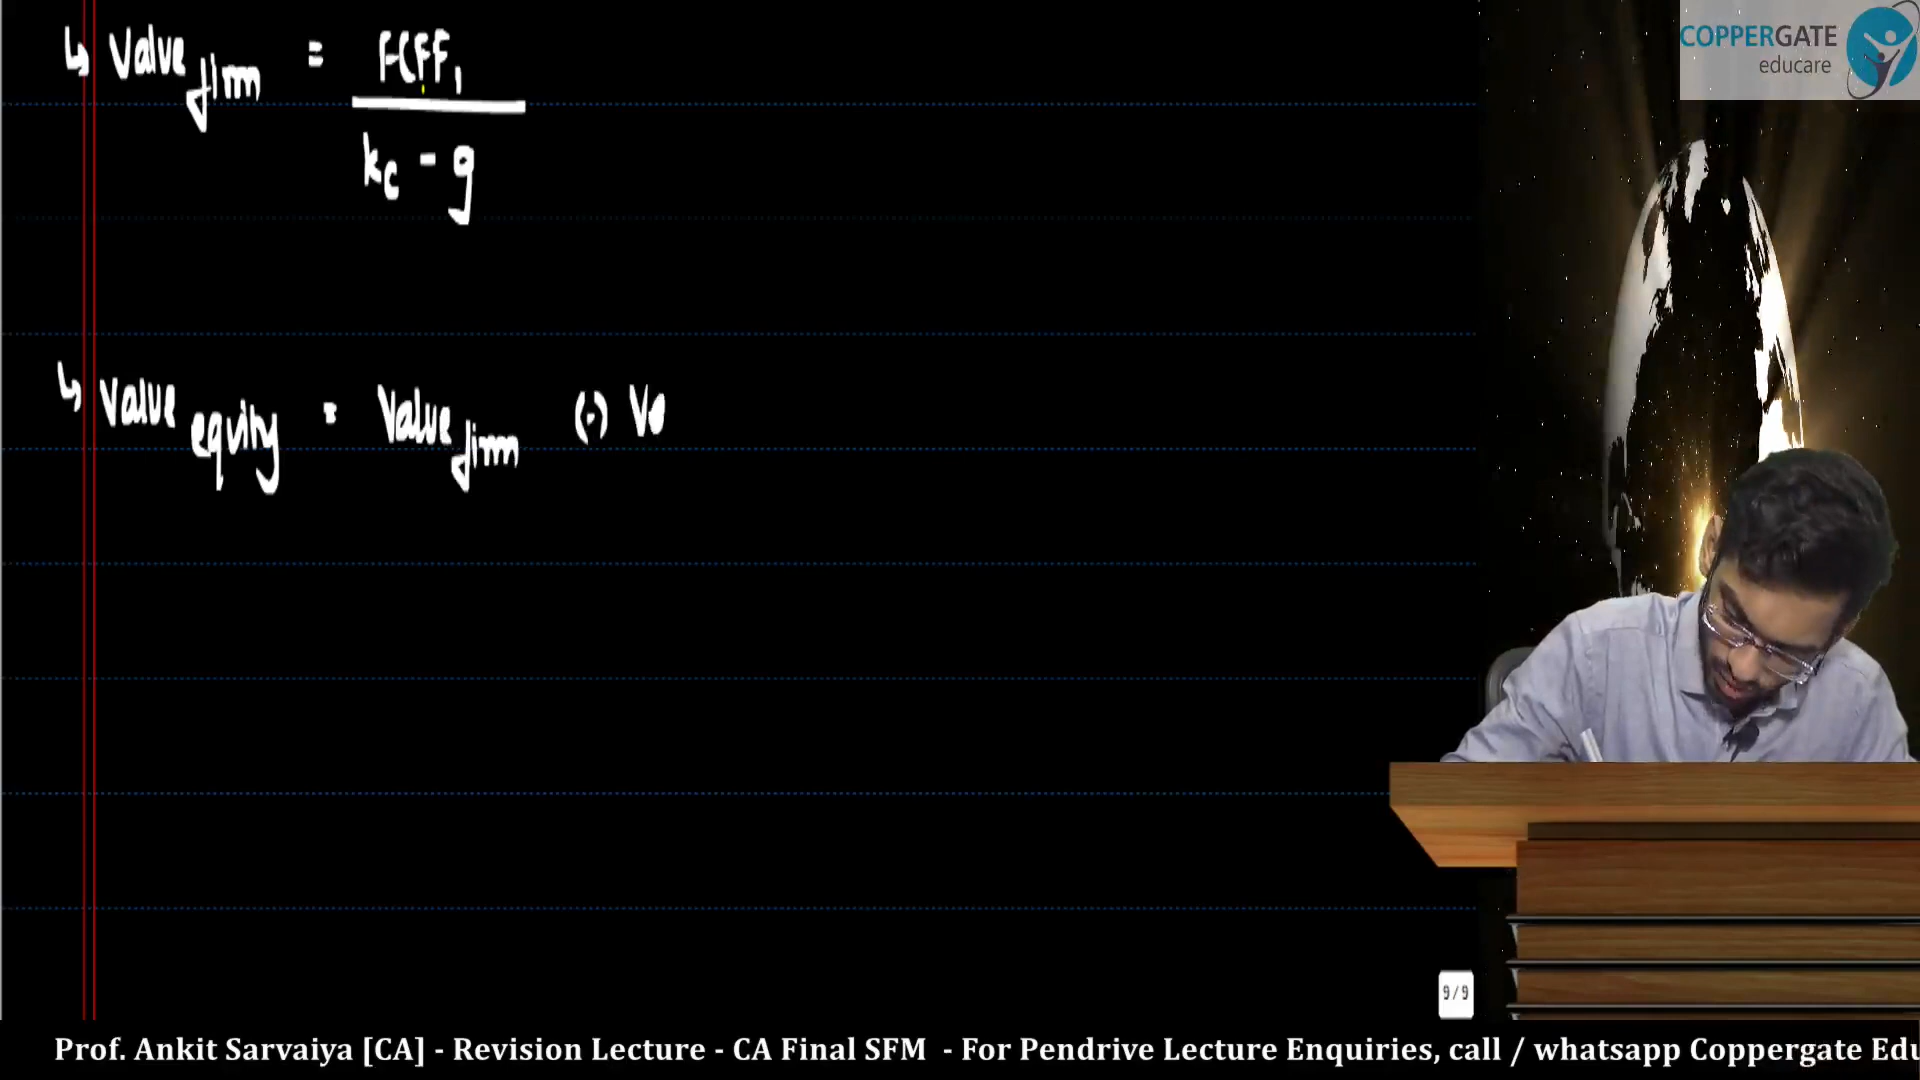 ↳ Value firm = FCFF1
kc - g
↳ Value equity = Value firm (-) Va
COPPERGATE
educare
9/9
Prof. Ankit Sarvaiya [CA] - Revision Lecture - CA Final SFM - For Pendrive Lecture Enquiries, call / whatsapp Coppergate Edu